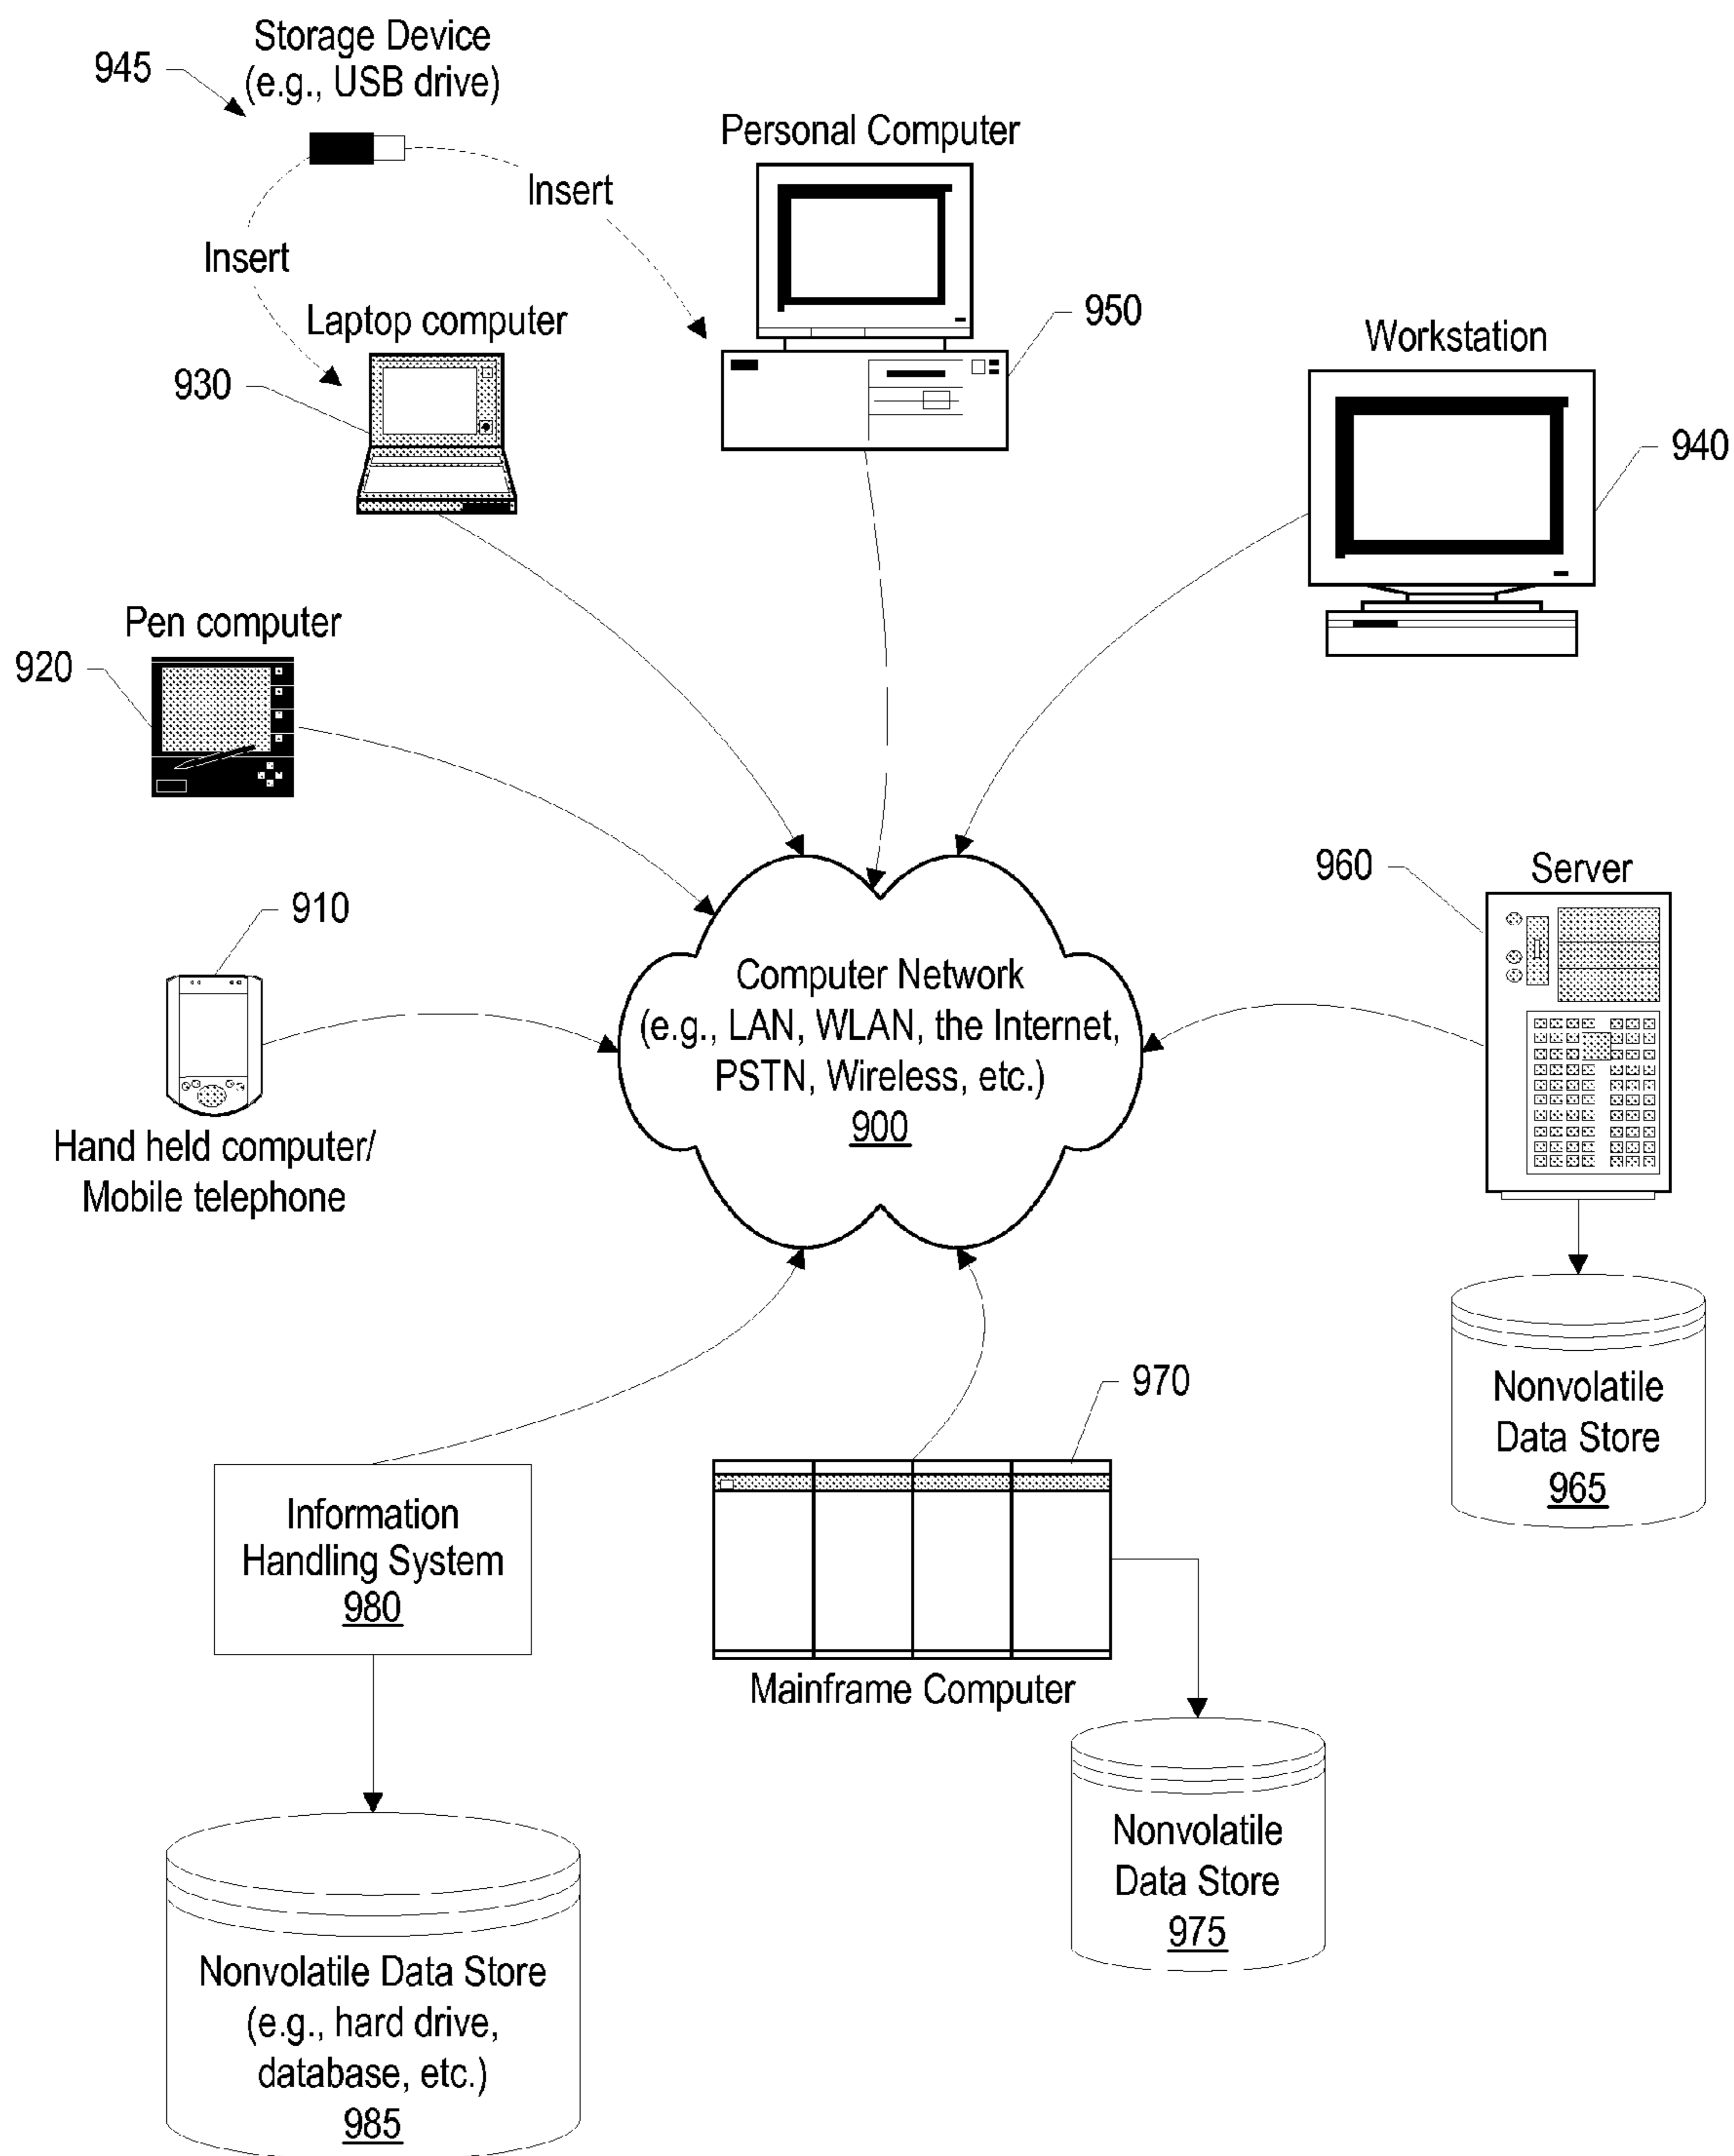 Storage Device
(e.g., USB drive)
945
Personal Computer
Insert
Insert
Laptop computer
950
Workstation
930
940
Pen computer
920
960
Server
910
Computer Network
(e.g., LAN, WLAN, the Internet,
PSTN, Wireless, etc.)
900
Hand held computer/
Mobile telephone
970
Nonvolatile
Data Store
965
Information
Handling System
980
Mainframe Computer
Nonvolatile
Data Store
975
Nonvolatile Data Store
(e.g., hard drive,
database, etc.)
985